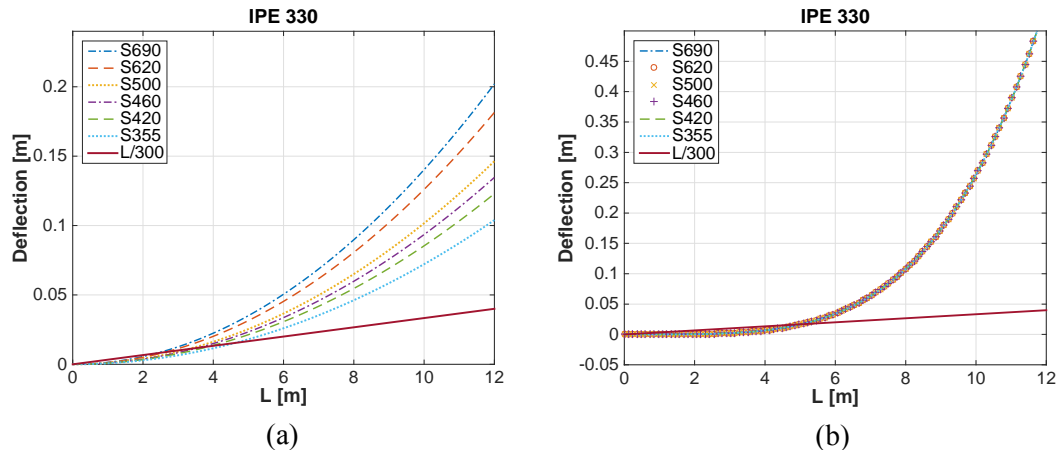 IPE 330
Deflection [m]
0.2
0.15
0.1
0.05
0
S690
S620
S500
S460
S420
S355
L/300
0 2 4 6 8 10 12
L [m]
(a)
IPE 330
Deflection [m]
0.45
0.4
0.35
0.3
0.25
0.2
0.15
0.1
0.05
0
-0.05
S690
S620
S500
S460
S420
S355
L/300
0 2 4 6 8 10 12
L [m]
(b)